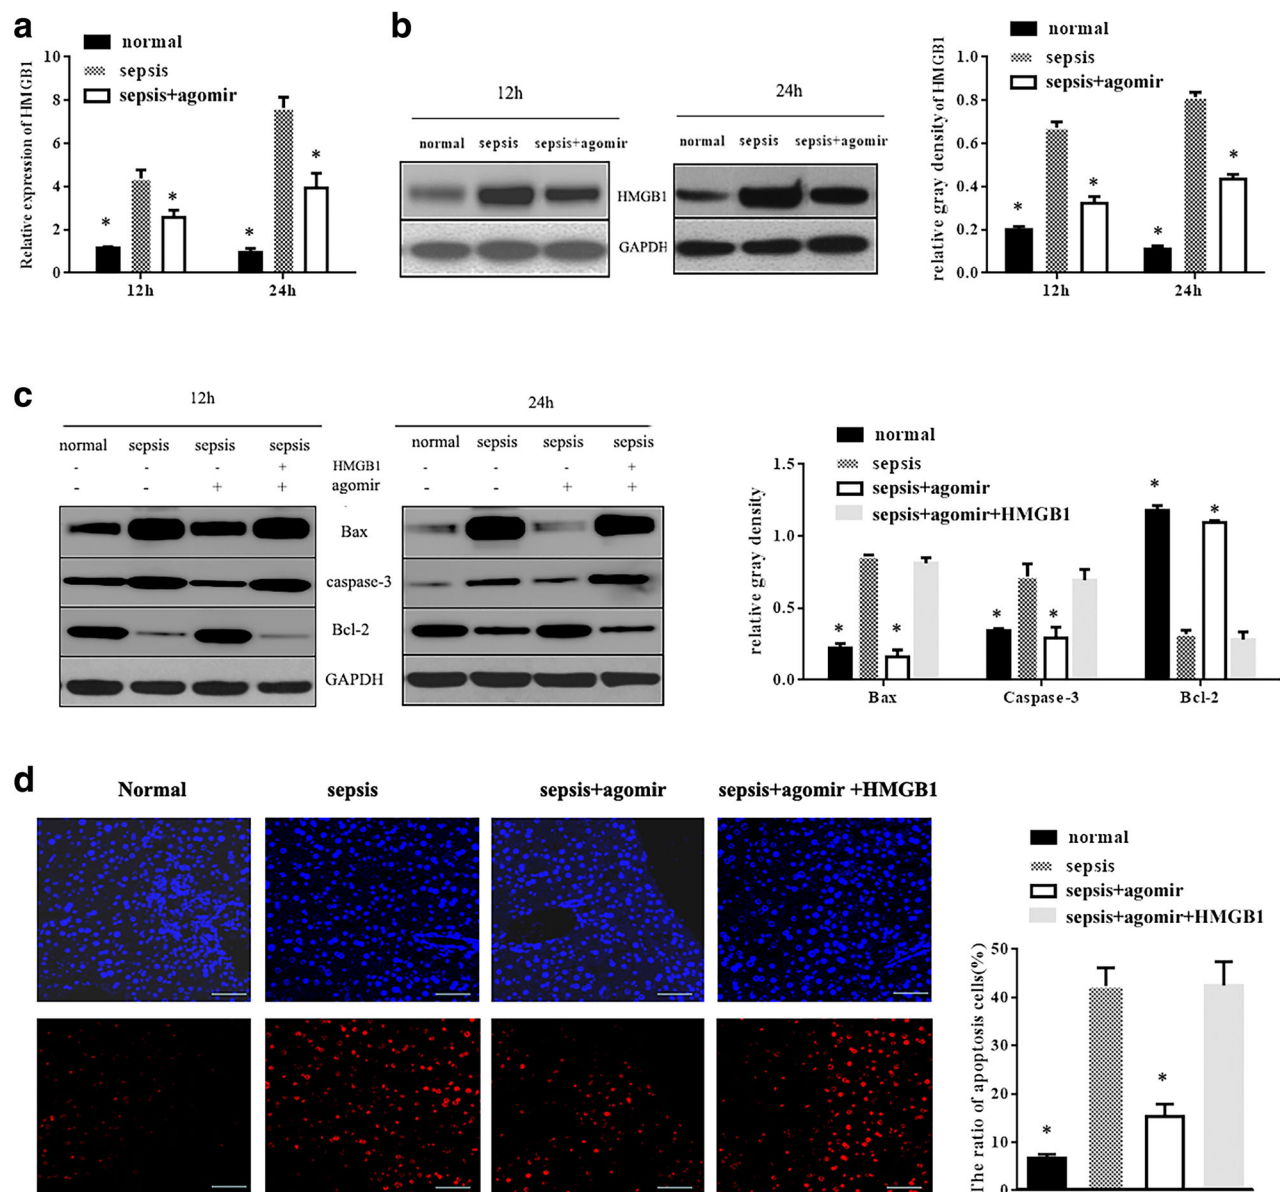 a
normal
sepsis
sepsis+agomir
Relative expression of HMGB1
10
8
6
4
2
0
*
*
*
*
12h
24h
b
12h
24h
normal
sepsis
sepsis+agomir
normal
sepsis
sepsis+agomir
HMGB1
GAPDH
normal
sepsis
sepsis+agomir
relative gray density of HMGB1
1.0
0.8
0.6
0.4
0.2
0.0
*
*
*
*
12h
24h
c
12h
24h
normal sepsis sepsis sepsis
normal sepsis sepsis sepsis
- - - + HMGB1 - - - +
- - + + agomir - - + +
Bax
caspase-3
Bcl-2
GAPDH
normal
sepsis
sepsis+agomir
sepsis+agomir+HMGB1
relative gray density
1.5
1.0
0.5
0.0
*
*
*
*
*
*
Bax
Caspase-3
Bcl-2
d
Normal
sepsis
sepsis+agomir
sepsis+agomir +HMGB1
normal
sepsis
sepsis+agomir
sepsis+agomir+HMGB1
The ratio of apoptosis cells(%)
50
40
30
20
10
0
*
*